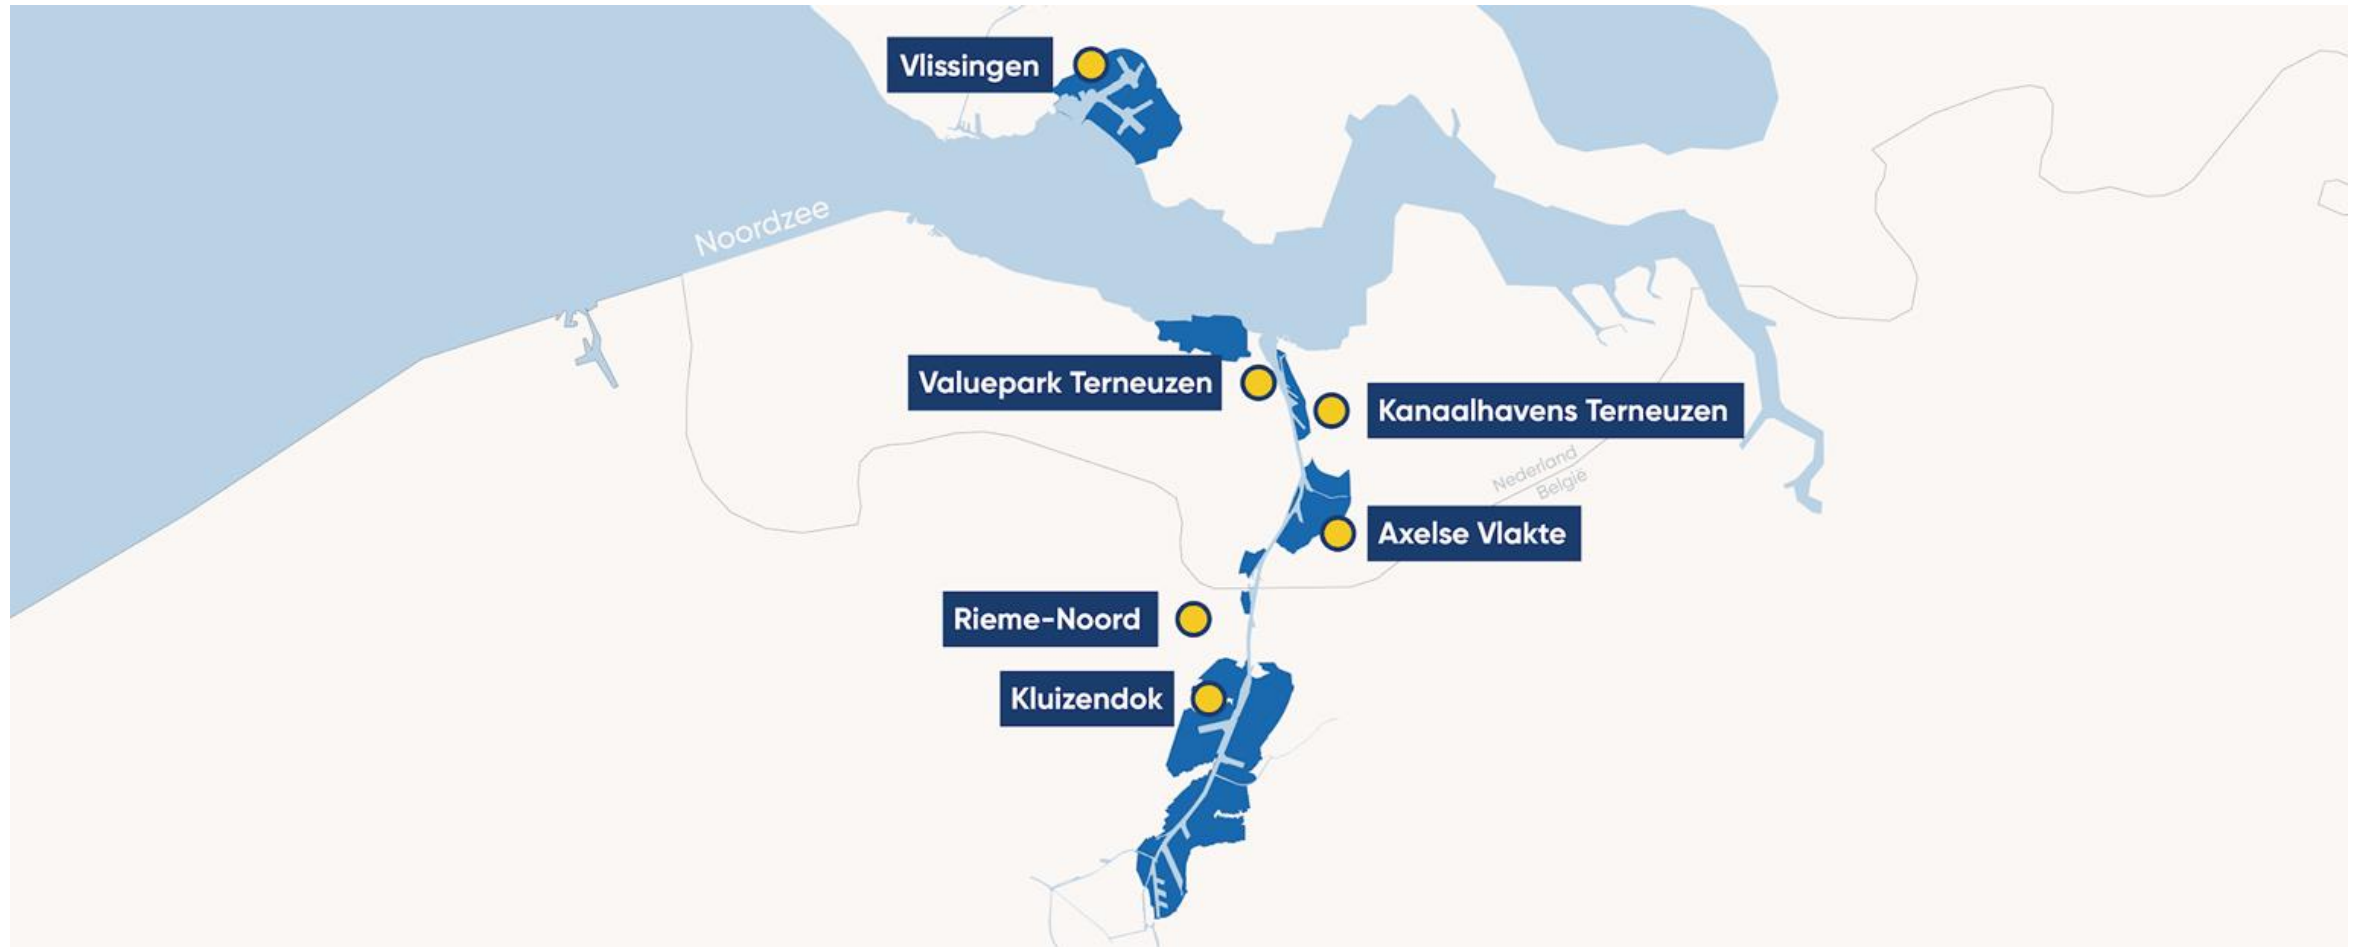 Vlissingen
Noordzee
Valuepark Terneuzen
Kanaalhavens Terneuzen
Nederland
België
Axelse Vlakte
Rieme-Noord
Kluizendok